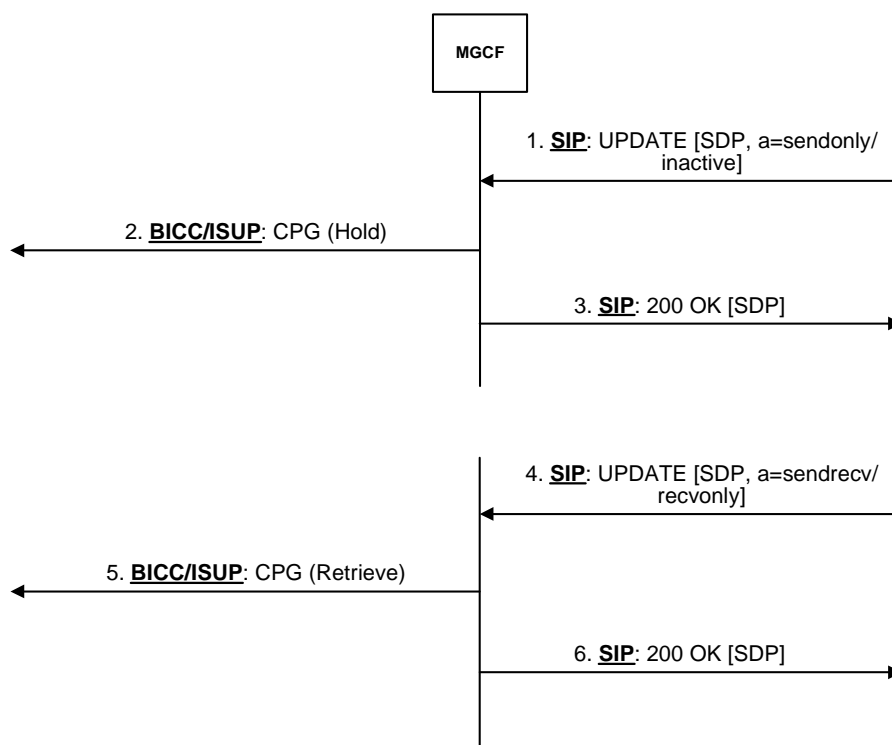 MGCF
1. SIP: UPDATE [SDP, a=sendonly/
inactive]
2. BICC/ISUP: CPG (Hold)
3. SIP: 200 OK [SDP]
4. SIP: UPDATE [SDP, a=sendrecv/
recvonly]
5. BICC/ISUP: CPG (Retrieve)
6. SIP: 200 OK [SDP]